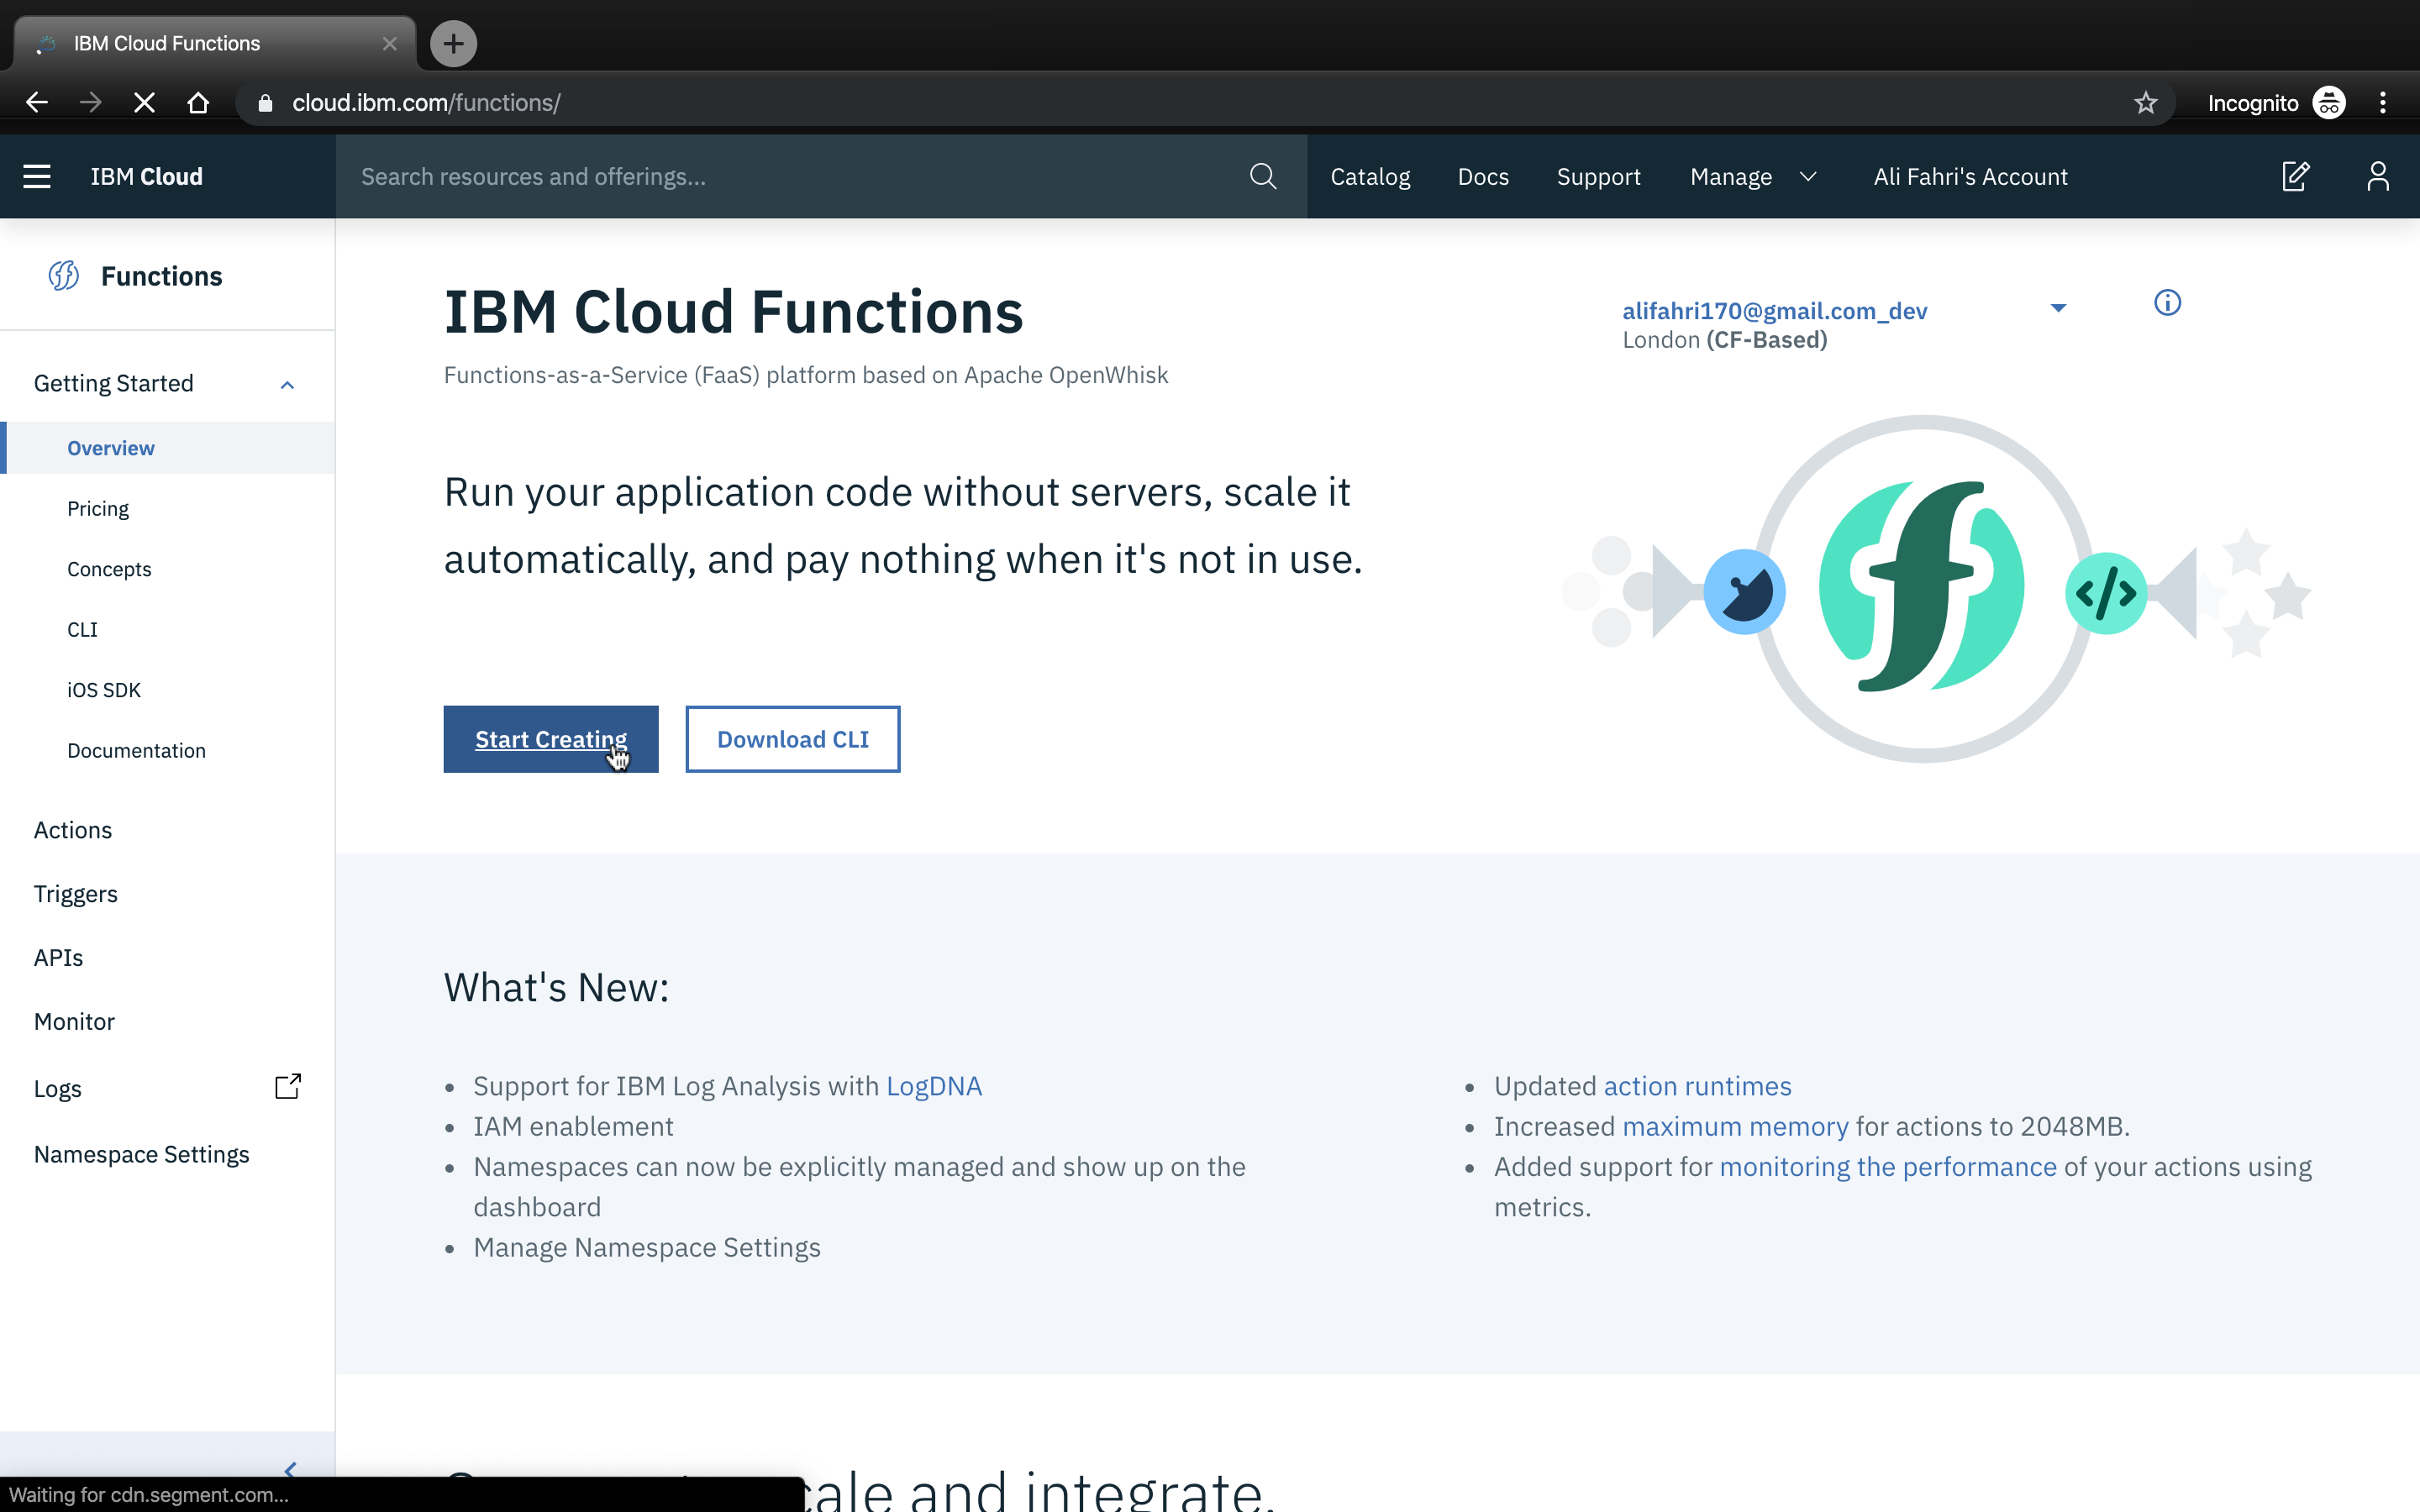 IBM Cloud Functions
cloud.ibm.com/functions/
Incognito
IBM Cloud
Search resources and offerings...
Catalog
Docs
Support
Manage
Ali Fahri's Account
Functions
Getting Started
Overview
Pricing
Concepts
CLI
iOS SDK
Documentation
Actions
Triggers
APIs
Monitor
Logs
Namespace Settings
IBM Cloud Functions
Functions-as-a-Service (FaaS) platform based on Apache OpenWhisk
alifahri170@gmail.com_dev
London (CF-Based)
Run your application code without servers, scale it
automatically, and pay nothing when it's not in use.
Start Creating
Download CLI
What's New:
• Support for IBM Log Analysis with LogDNA
• IAM enablement
• Namespaces can now be explicitly managed and show up on the
dashboard
• Manage Namespace Settings
• Updated action runtimes
• Increased maximum memory for actions to 2048MB.
• Added support for monitoring the performance of your actions using
metrics.
and integrate.
Waiting for cdn.segment.com...